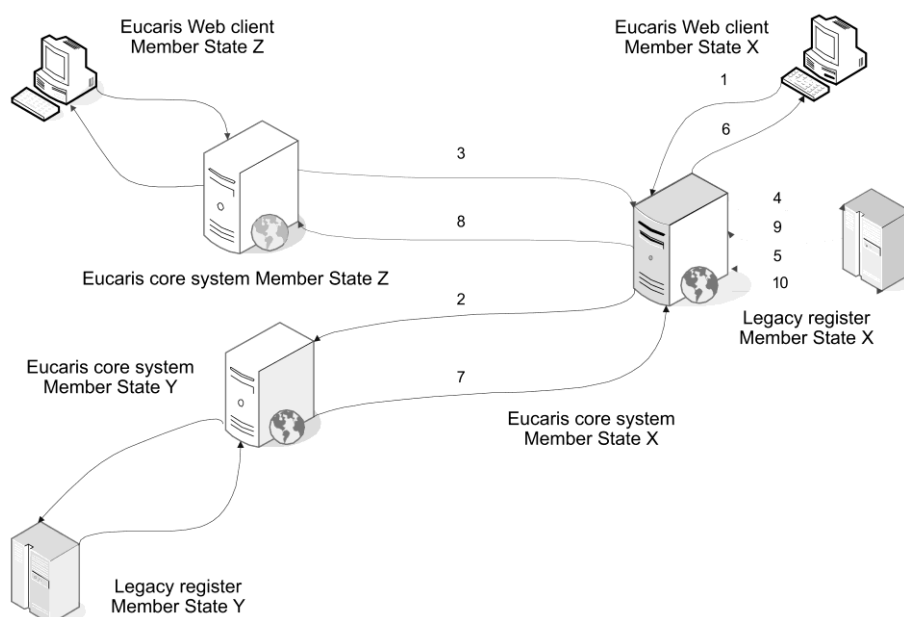 Eucaris Web client
Member State Z
Eucaris Web client
Member State X
1
6
3
4
8
9
5
10
Eucaris core system Member State Z
2
Legacy register
Member State X
Eucaris core system
Member State Y
7
Eucaris core system
Member State X
Legacy register
Member State Y